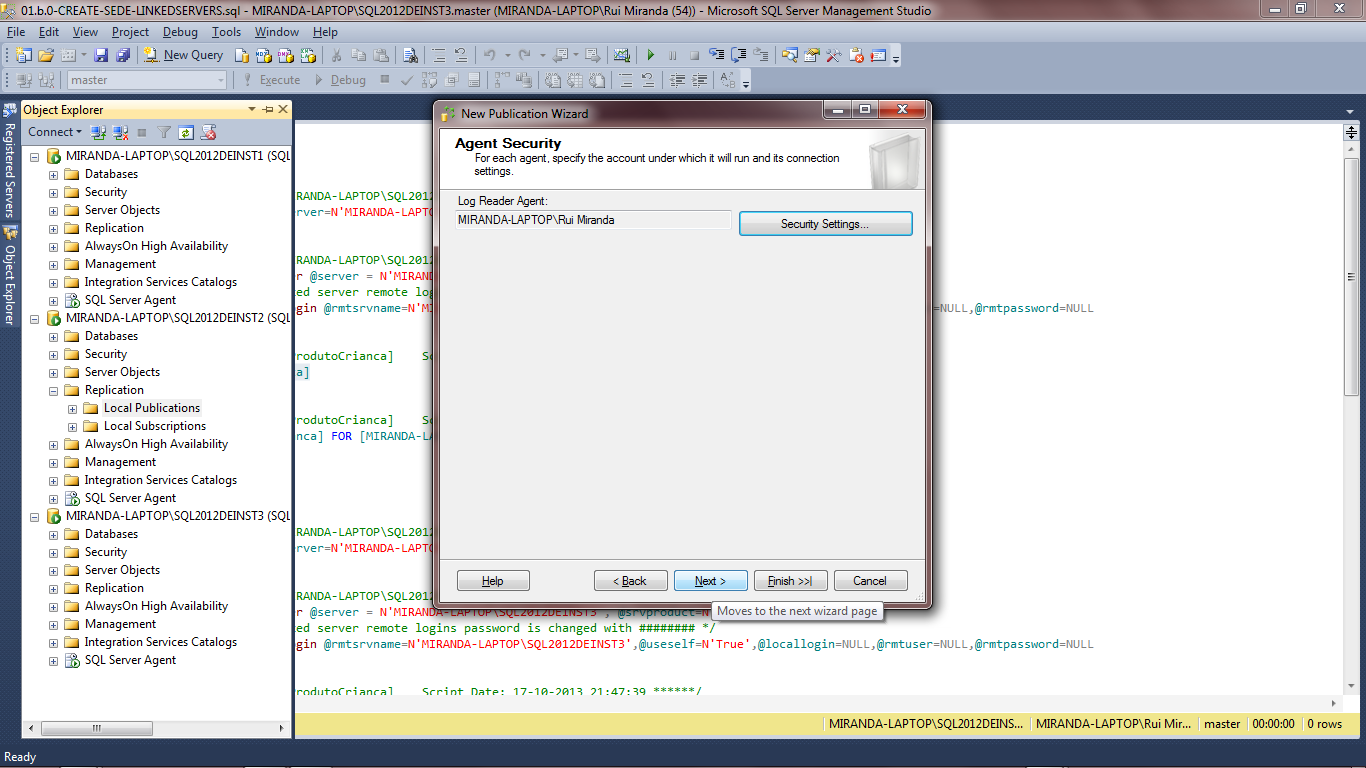 01.b.0-CREATE-SEDE-LINKEDSERVERS.sql - MIRANDA-LAPTOP\SQL2012DEINST3.master (MIRANDA-LAPTOP\Rui Miranda (54)) - Microsoft SQL Server Management Studio
File Edit View Project Debug Tools Window Help
New Query
master Execute Debug
Registered Servers
Object Explorer
Object Explorer
Connect
MIRANDA-LAPTOP\SQL2012DEINST1 (SQL
Databases
Security
Server Objects
Replication
AlwaysOn High Availability
Management
Integration Services Catalogs
SQL Server Agent
MIRANDA-LAPTOP\SQL2012DEINST2 (SQL
Databases
Security
Server Objects
Replication
Local Publications
Local Subscriptions
AlwaysOn High Availability
Management
Integration Services Catalogs
SQL Server Agent
MIRANDA-LAPTOP\SQL2012DEINST3 (SQL
Databases
Security
Server Objects
Replication
AlwaysOn High Availability
Management
Integration Services Catalogs
SQL Server Agent
RANDA-LAPTOP\SQL2012
rver=N'MIRANDA-LAPT
RANDA-LAPTOP\SQL2012
r @server = N'MIRAND
ed server remote log
gin @rmtsrvname=N'M
=NULL,@rmtpassword=NULL
rodutoCrianca] Sc
a]
rodutoCrianca] Sc
nca] FOR [MIRANDA-LA
RANDA-LAPTOP\SQL2012
rver=N'MIRANDA-LAPT
RANDA-LAPTOP\SQL2012
r @server = N'MIRANDA-LAPTOP\SQL2012DEINST3', @srvproduct=N
ed server remote logins password is changed with ######## */
gin @rmtsrvname=N'MIRANDA-LAPTOP\SQL2012DEINST3',@useself=N'True',@locallogin=NULL,@rmtuser=NULL,@rmtpassword=NULL
rodutoCrianca] Script Date: 17-10-2013 21:47:39 ******/
New Publication Wizard
Agent Security
For each agent, specify the account under which it will run and its connection
settings.
Log Reader Agent:
MIRANDA-LAPTOP\Rui Miranda
Security Settings...
Help < Back Next > Finish >>| Cancel
Moves to the next wizard page
MIRANDA-LAPTOP\SQL2012DEINS... MIRANDA-LAPTOP\Rui Mir... master 00:00:00 0 rows
Ready